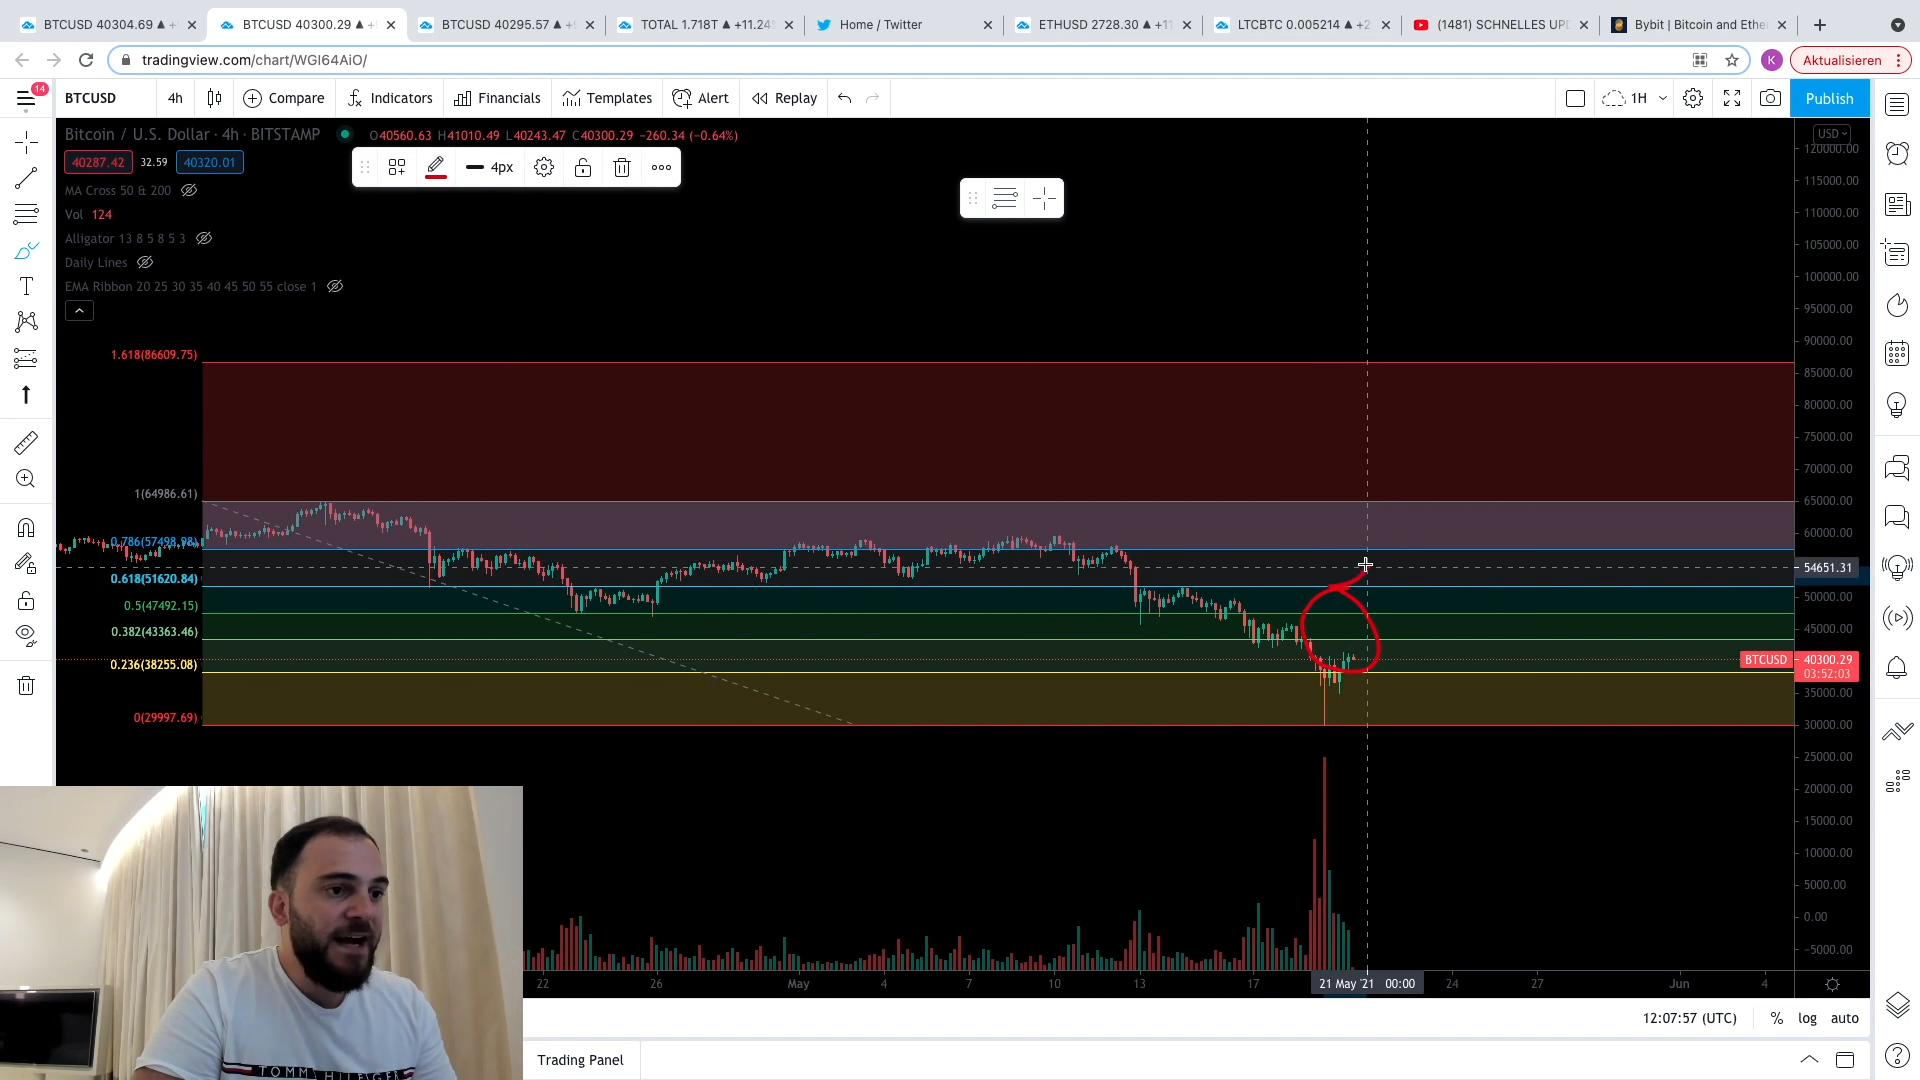 BTCUSD 40304.69 ▲ +
BTCUSD 40300.29 ▲ +
BTCUSD 40295.57 ▲ +
TOTAL 1.718T ▲ +11.24%
Home / Twitter
ETHUSD 2728.30 ▲ +11
LTCBTC 0.005214 ▲ +2
(1481) SCHNELLES UPD
Bybit | Bitcoin and Ethe
tradingview.com/chart/WGI64AiO/
K
Aktualisieren
14
BTCUSD
4h
Compare
Indicators
Financials
Templates
Alert
Replay
1H
Publish
Bitcoin / U.S. Dollar · 4h · BITSTAMP
O40560.63 H41010.49 L40243.47 C40300.29 −260.34 (−0.64%)
USD
40287.42 32.59 40320.01
4px
MA Cross 50 & 200
Vol 124
Alligator 13 8 5 8 5 3
Daily Lines
EMA Ribbon 20 25 30 35 40 45 50 55 close 1
T
1.618(86609.75)
1(64986.61)
0.786(57498.98)
0.618(51620.84)
0.5(47492.15)
0.382(43363.46)
0.236(38255.08)
0(29997.69)
120000.00
115000.00
110000.00
105000.00
100000.00
95000.00
90000.00
85000.00
80000.00
75000.00
70000.00
65000.00
60000.00
54651.31
50000.00
45000.00
BTCUSD 40300.29
03:52:03
35000.00
30000.00
25000.00
20000.00
15000.00
10000.00
5000.00
0.00
−5000.00
22 26 May 4 7 10 13 17 21 May '21 00:00 24 27 Jun 4
12:07:57 (UTC) % log auto
Trading Panel
TOMMY HILFIGER